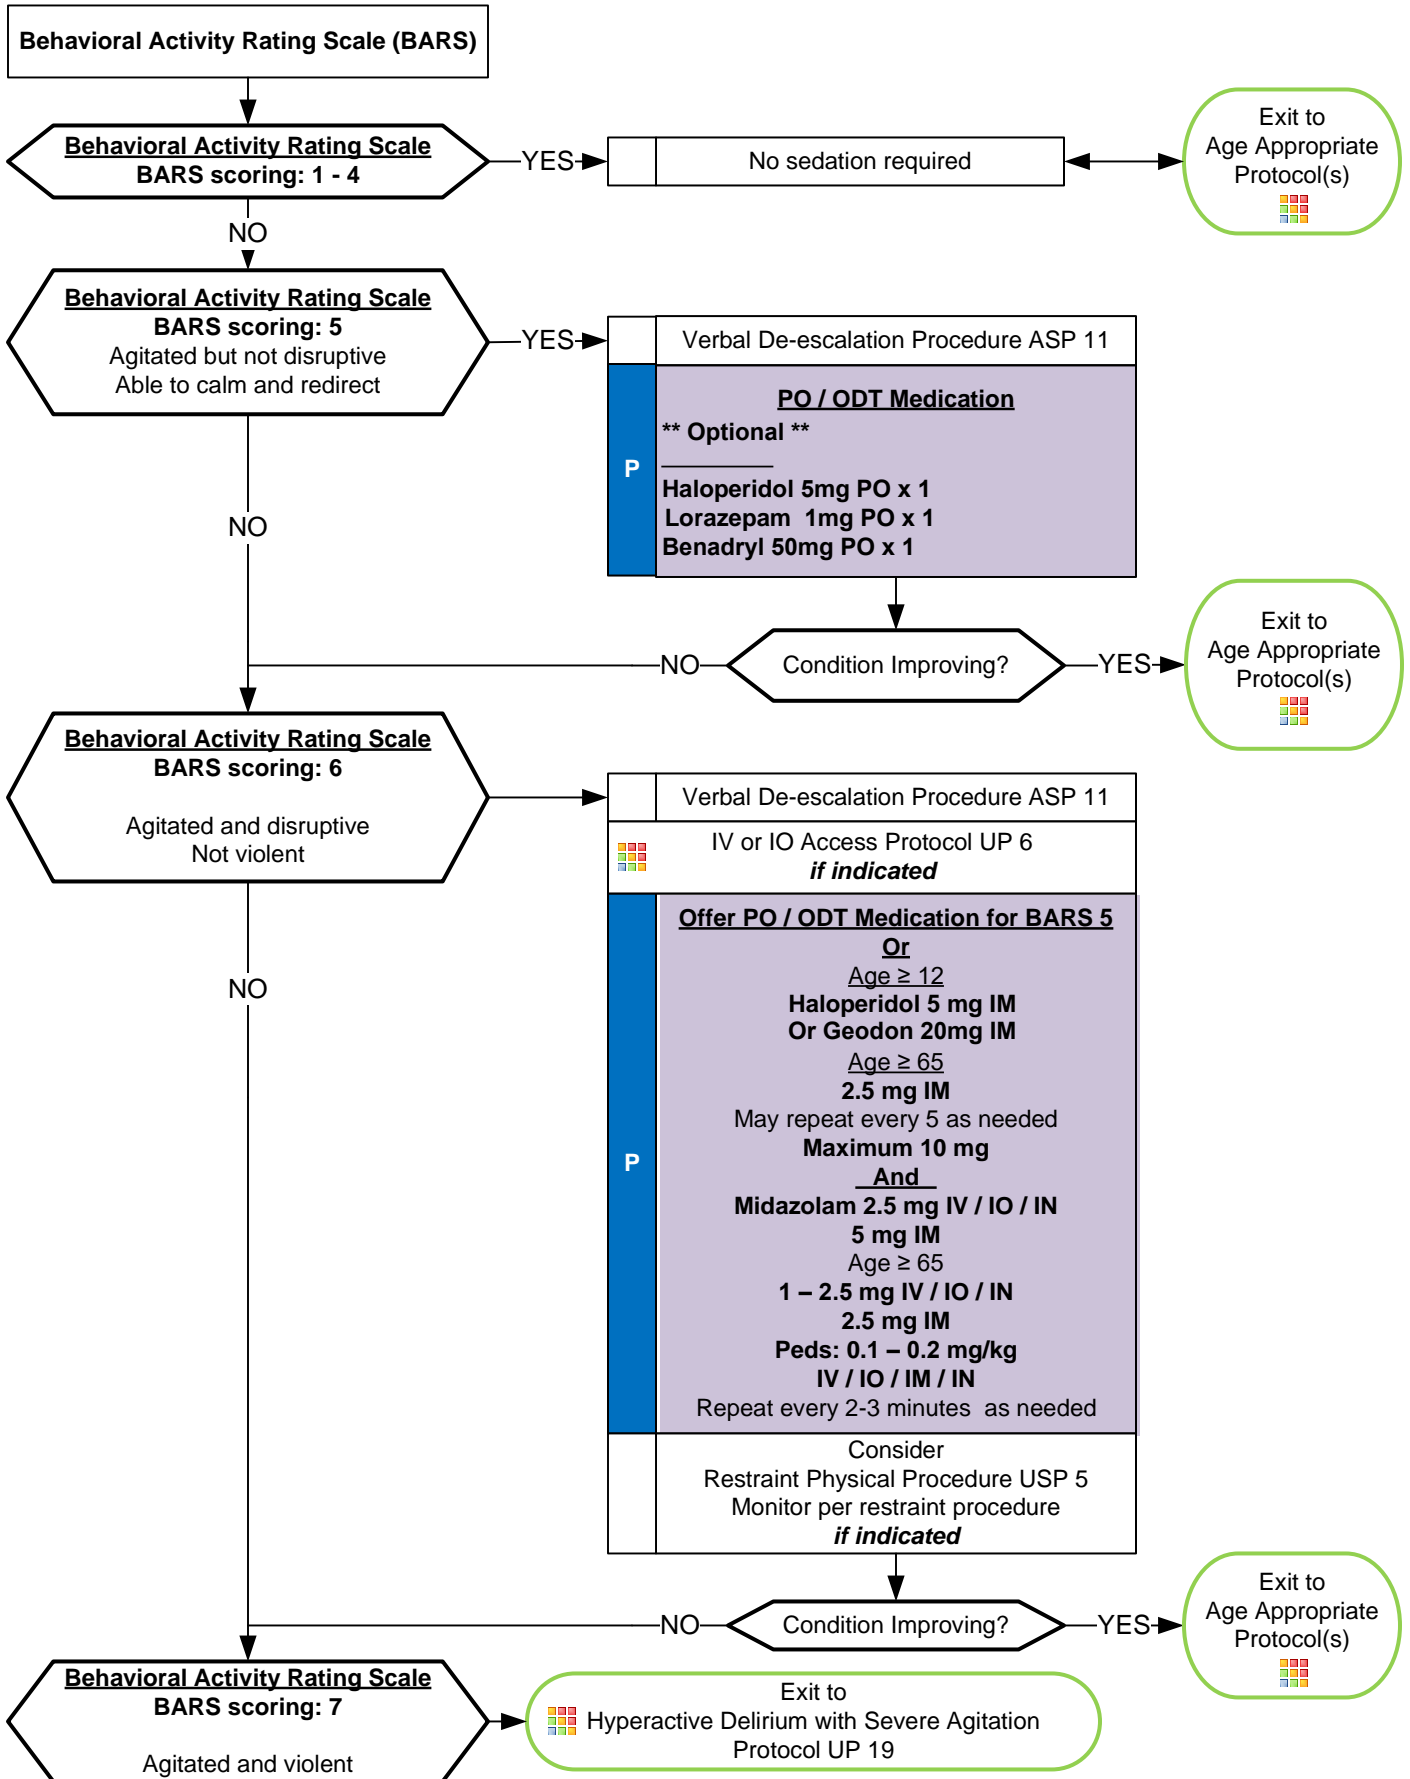 Behavioral Activity Rating Scale (BARS)
Behavioral Activity Rating Scale
BARS scoring: 1 - 4
YES
No sedation required
Exit to
Age Appropriate
Protocol(s)
NO
Behavioral Activity Rating Scale
BARS scoring: 5
Agitated but not disruptive
Able to calm and redirect
YES
Verbal De-escalation Procedure ASP 11
P
PO / ODT Medication
** Optional **
Haloperidol 5mg PO x 1
Lorazepam 1mg PO x 1
Benadryl 50mg PO x 1
NO
Condition Improving?
NO
YES
Exit to
Age Appropriate
Protocol(s)
Behavioral Activity Rating Scale
BARS scoring: 6
Agitated and disruptive
Not violent
Verbal De-escalation Procedure ASP 11
IV or IO Access Protocol UP 6
if indicated
P
Offer PO / ODT Medication for BARS 5
Or
Age ≥ 12
Haloperidol 5 mg IM
Or Geodon 20mg IM
Age ≥ 65
2.5 mg IM
May repeat every 5 as needed
Maximum 10 mg
And
Midazolam 2.5 mg IV / IO / IN
5 mg IM
Age ≥ 65
1 – 2.5 mg IV / IO / IN
2.5 mg IM
Peds: 0.1 – 0.2 mg/kg
IV / IO / IM / IN
Repeat every 2-3 minutes as needed
Consider
Restraint Physical Procedure USP 5
Monitor per restraint procedure
if indicated
NO
Condition Improving?
NO
YES
Exit to
Age Appropriate
Protocol(s)
Behavioral Activity Rating Scale
BARS scoring: 7
Agitated and violent
Exit to
Hyperactive Delirium with Severe Agitation
Protocol UP 19